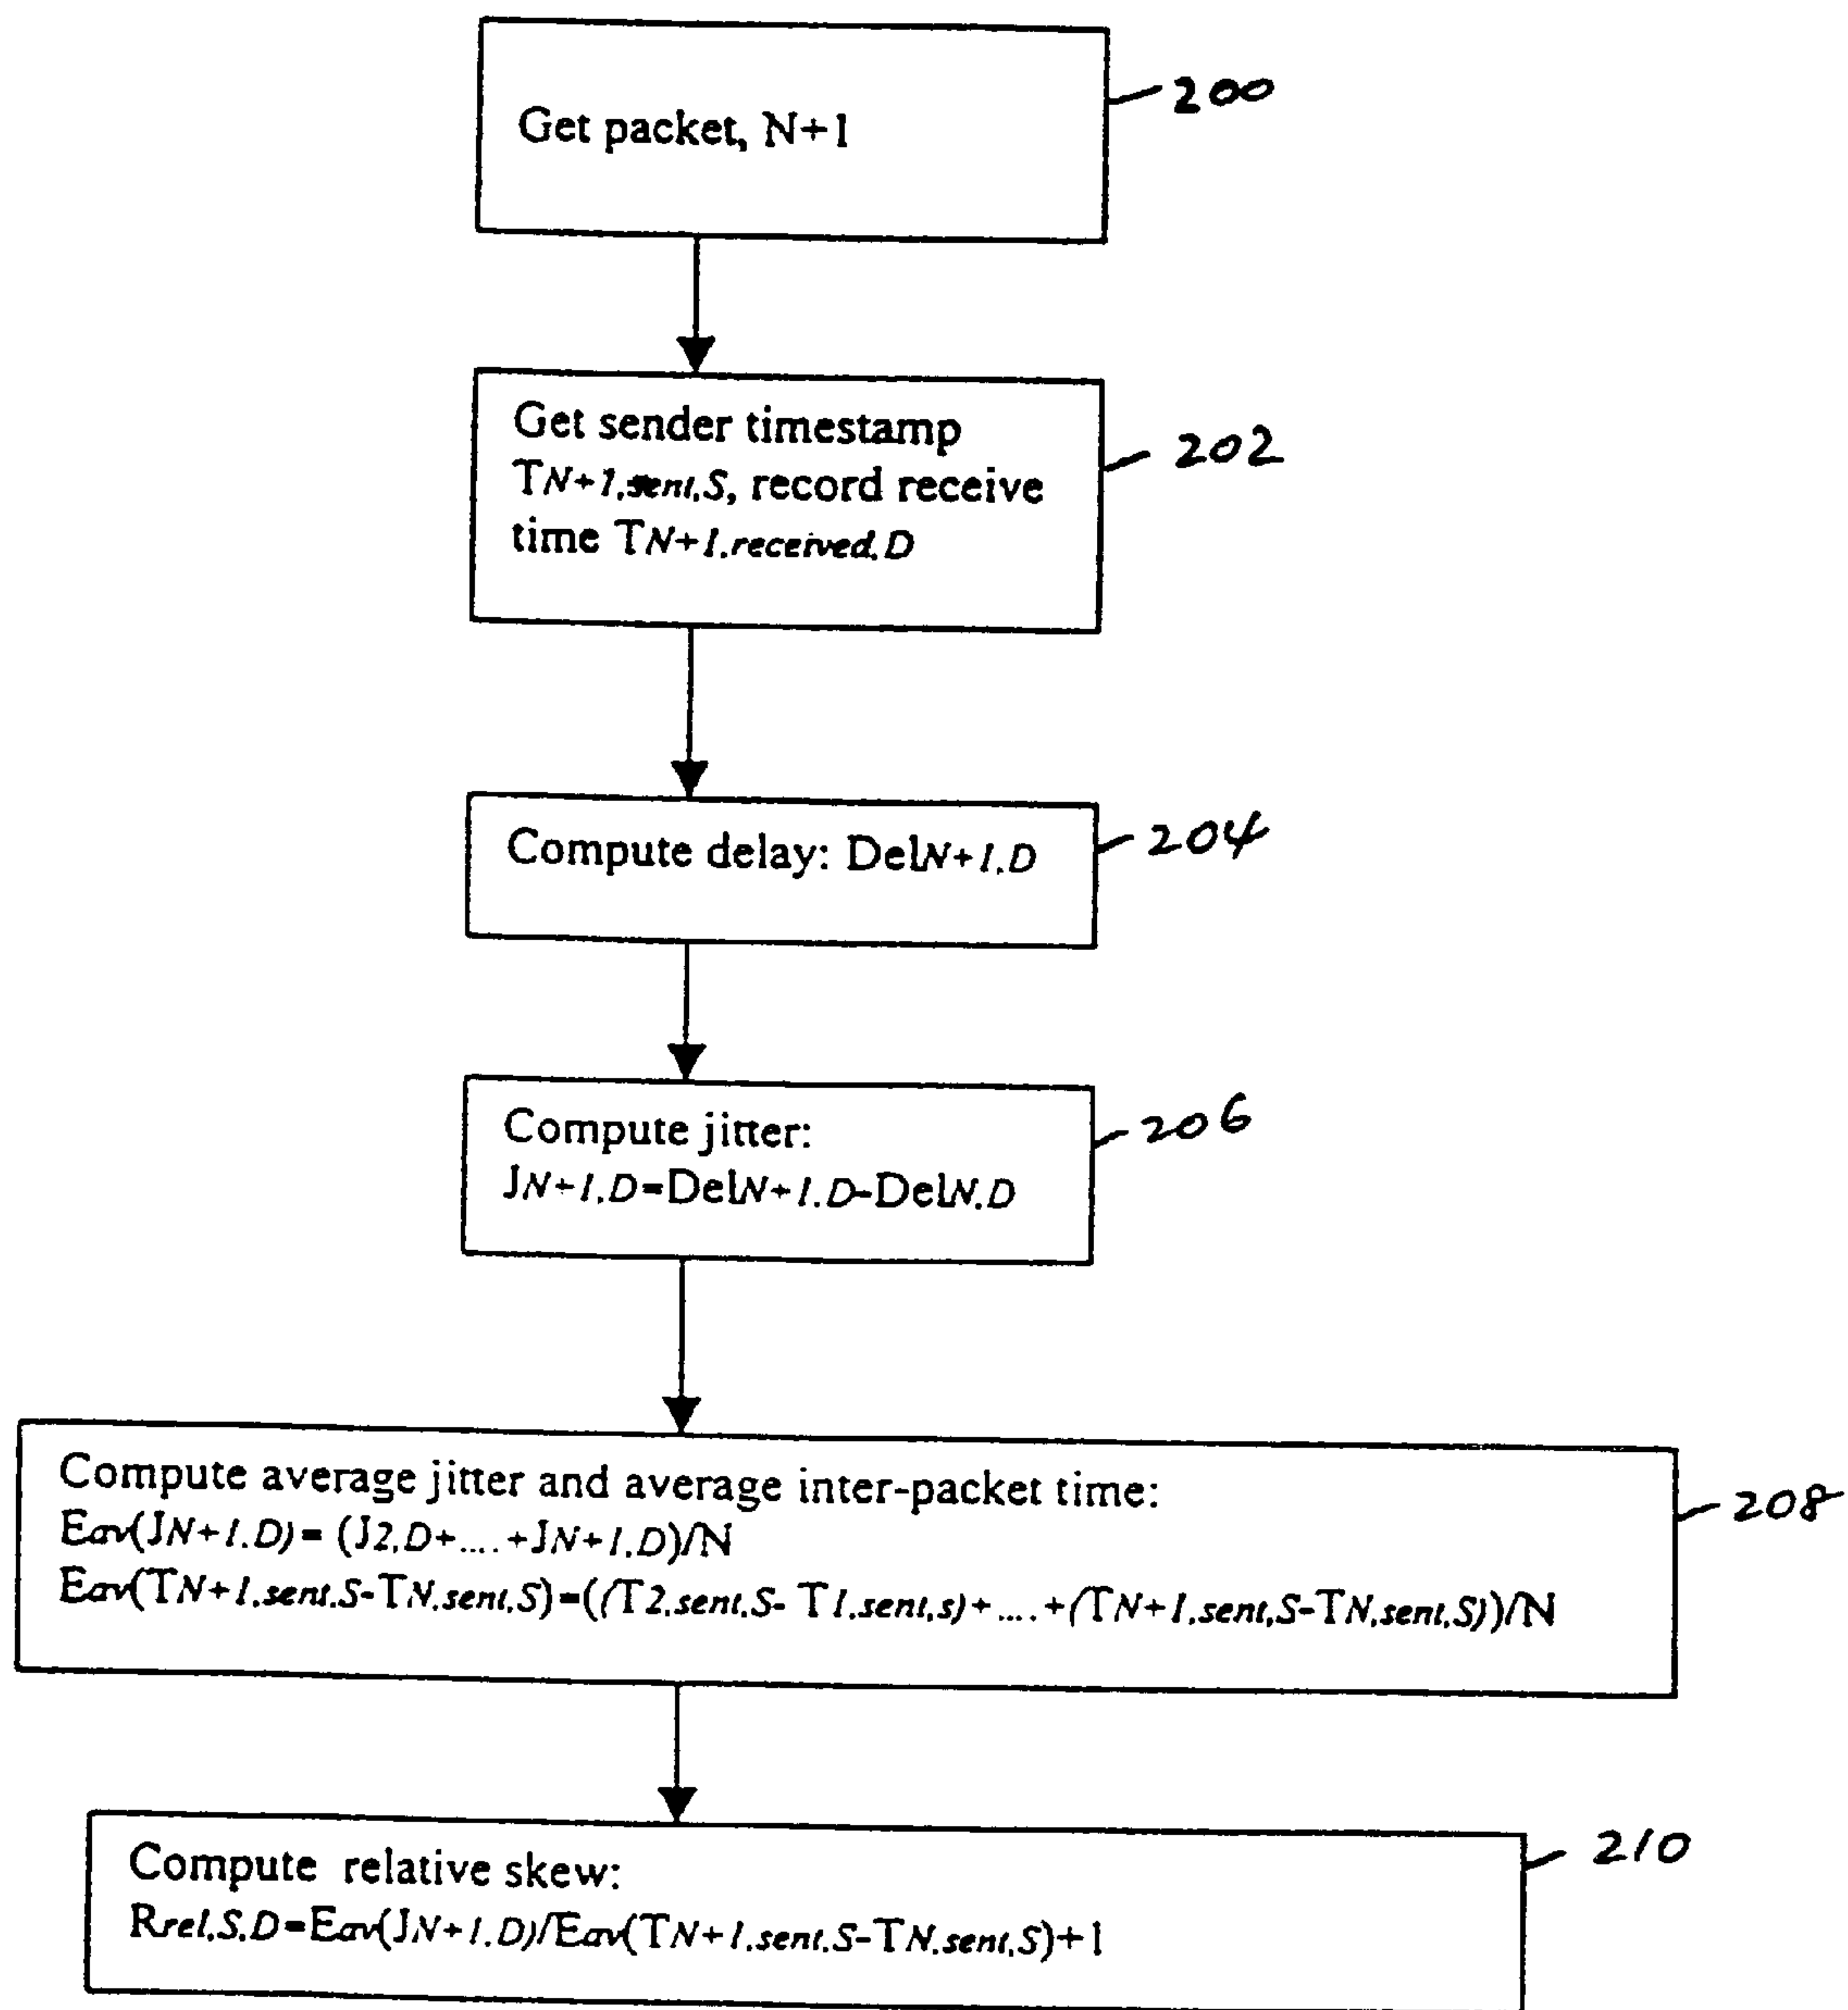 Get packet, N+1
200
Get sender timestamp
TN+1,sent,S, record receive
time TN+1,received,D
202
Compute delay: DelN+1,D
204
Compute jitter:
JN+1,D=DelN+1,D-DelN,D
206
Compute average jitter and average inter-packet time:
Eav(JN+1,D)= (J2,D+....+JN+1,D)/N
Eav(TN+1,sent,S-TN,sent,S)=((T2,sent,S- T1,sent,s)+....+(TN+1,sent,S-TN,sent,S))/N
208
Compute relative skew:
Rrel,S,D=Eav(JN+1,D)/Eav(TN+1,sent,S-TN,sent,S)+1
210